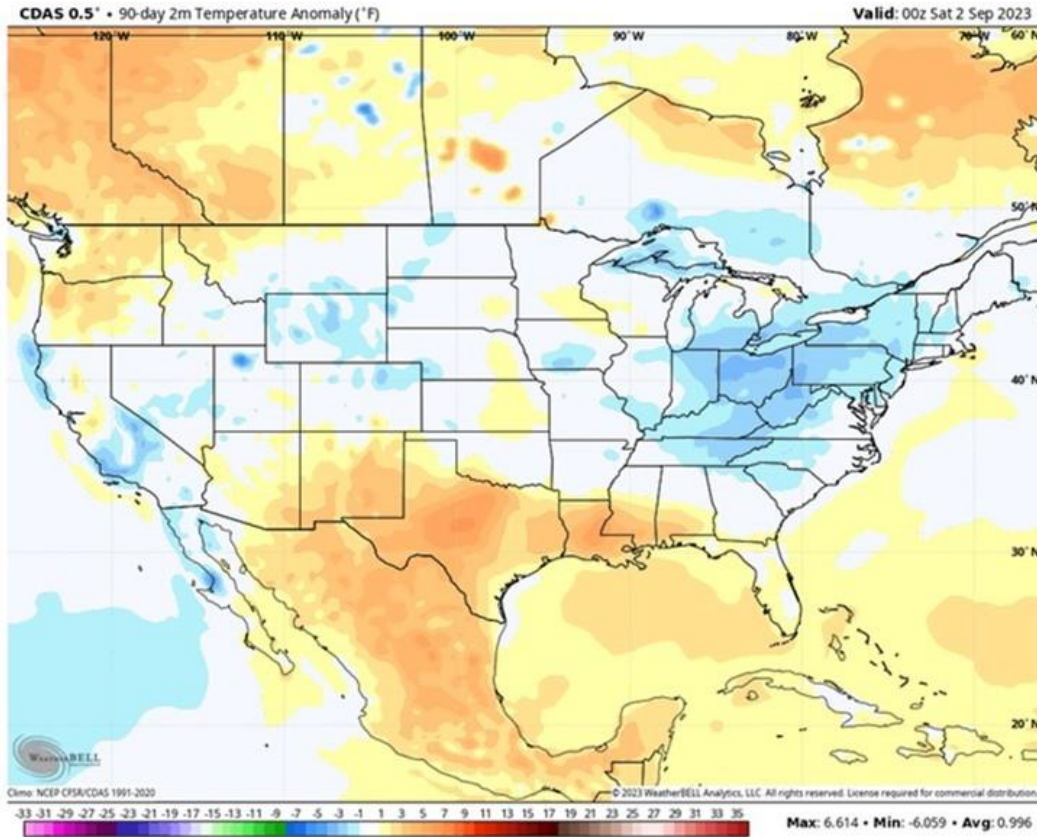 CDAS 0.5° • 90-day 2m Temperature Anomaly (°F)
Valid: 00z Sat 2 Sep 2023
120°W 110°W 100°W 90°W 80°W 70°W 60°N
50°N
40°N
30°N
20°N
WEATHERBELL
Climo: NCEP CFSR/CDAS 1991-2020
© 2023 WeatherBELL Analytics, LLC. All rights reserved. License required for commercial distribution.
-33 -31 -29 -27 -25 -23 -21 -19 -17 -15 -13 -11 -9 -7 -5 -3 -1 1 3 5 7 9 11 13 15 17 19 21 23 25 27 29 31 33 35
Max: 6.614 • Min: -6.059 • Avg: 0.996